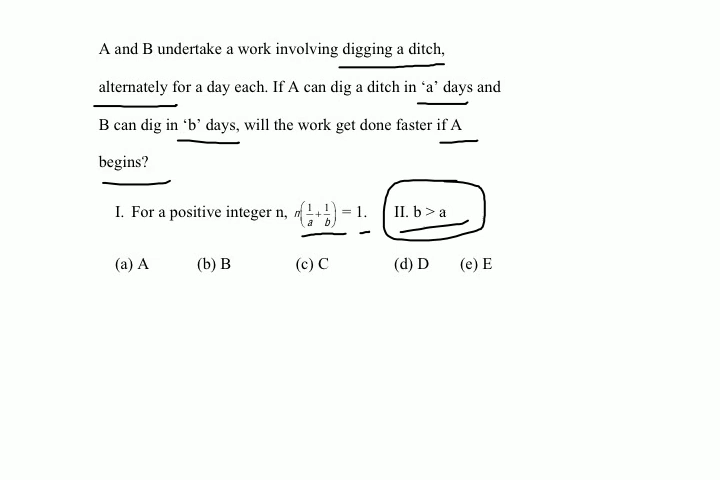 A and B undertake a work involving digging a ditch,
alternately for a day each. If A can dig a ditch in ‘a’ days and
B can dig in ‘b’ days, will the work get done faster if A
begins?
I. For a positive integer n, n(1/a + 1/b) = 1. II. b > a
(a) A (b) B (c) C (d) D (e) E